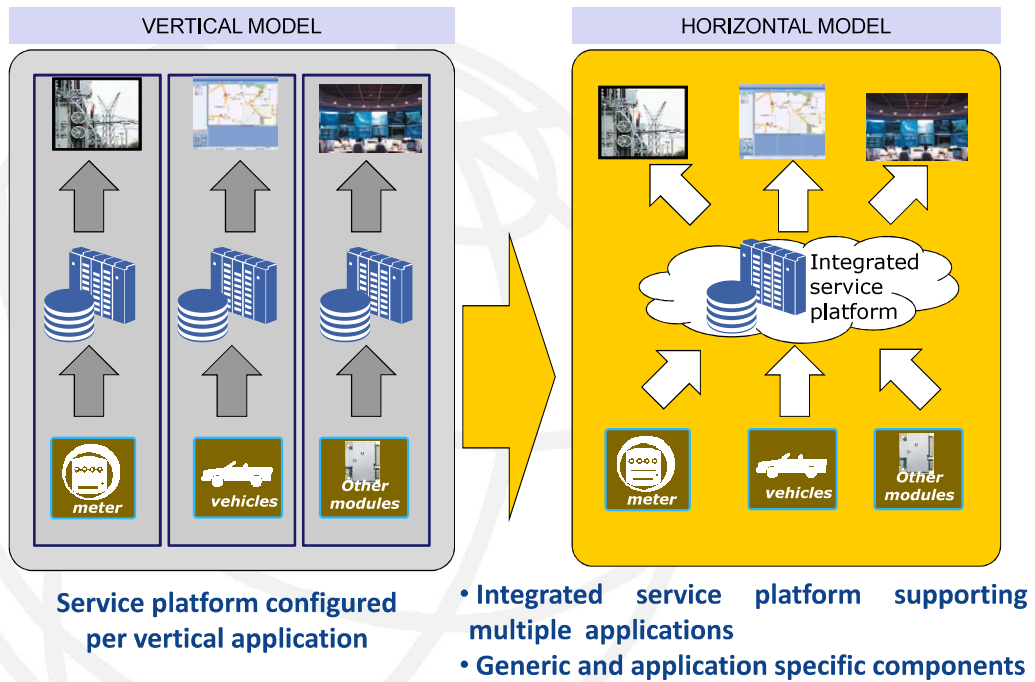 VERTICAL MODEL
meter
vehicles
Other
modules
Service platform configured
per vertical application
HORIZONTAL MODEL
Integrated
service
platform
meter
vehicles
Other
modules
• Integrated service platform supporting
multiple applications
• Generic and application specific components